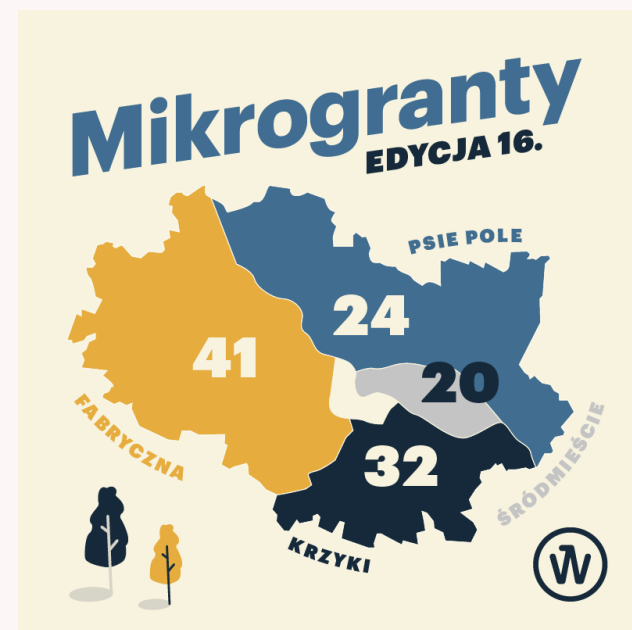 Mikrogranty
EDYCJA 16.
PSIE POLE
24
41
20
FABRYCZNA
32
ŚRÓDMIEŚCIE
KRZYKI
W